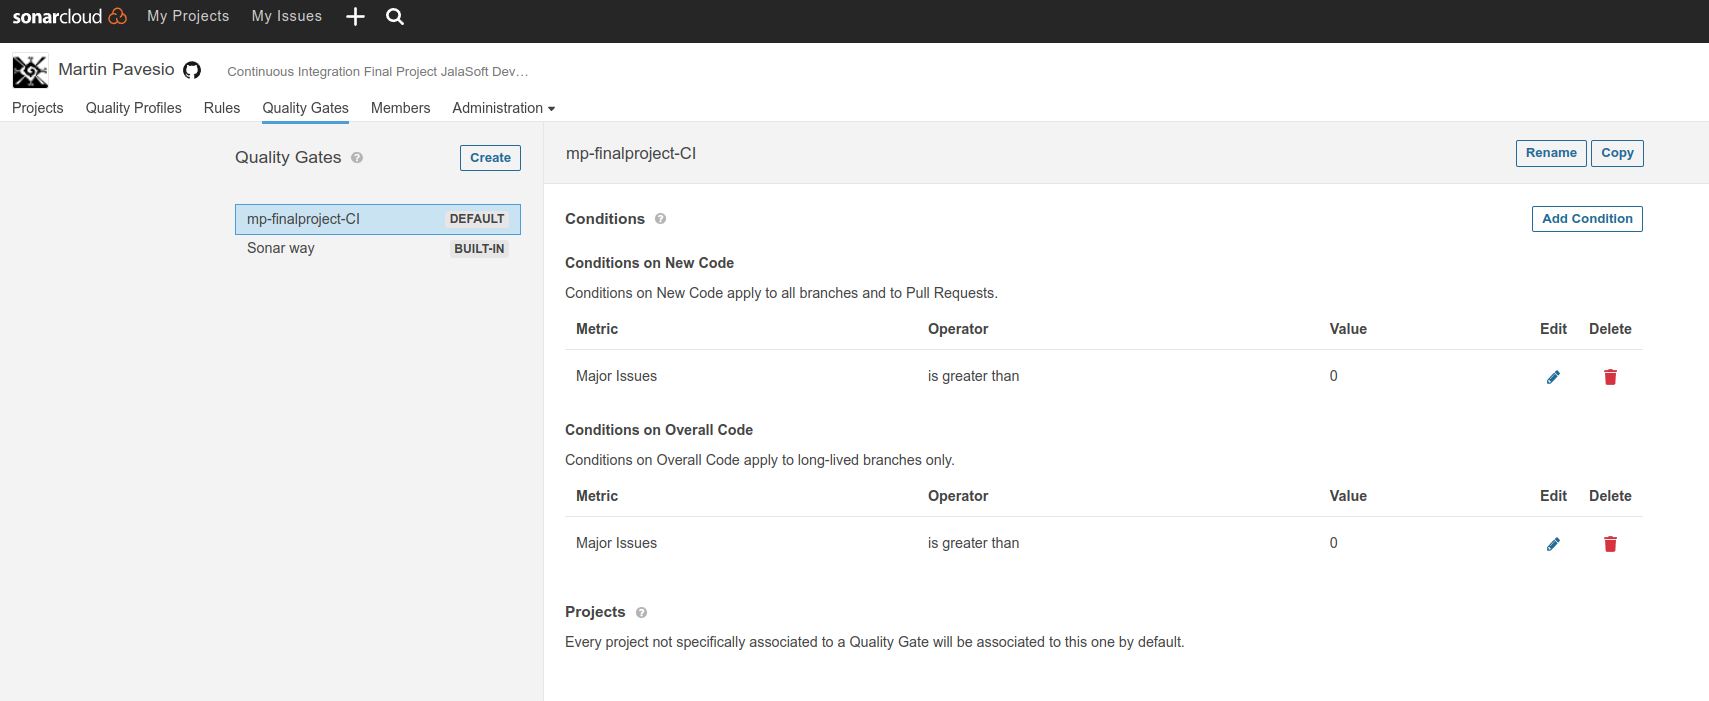 sonarcloud My Projects My Issues
Martin Pavesio Continuous Integration Final Project JalaSoft Dev…
Projects Quality Profiles Rules Quality Gates Members Administration
Quality Gates ? Create
mp-finalproject-CI DEFAULT
Sonar way BUILT-IN
mp-finalproject-CI Rename Copy
Conditions ? Add Condition
Conditions on New Code
Conditions on New Code apply to all branches and to Pull Requests.
Metric Operator Value Edit Delete
Major Issues is greater than 0
Conditions on Overall Code
Conditions on Overall Code apply to long-lived branches only.
Metric Operator Value Edit Delete
Major Issues is greater than 0
Projects ?
Every project not specifically associated to a Quality Gate will be associated to this one by default.